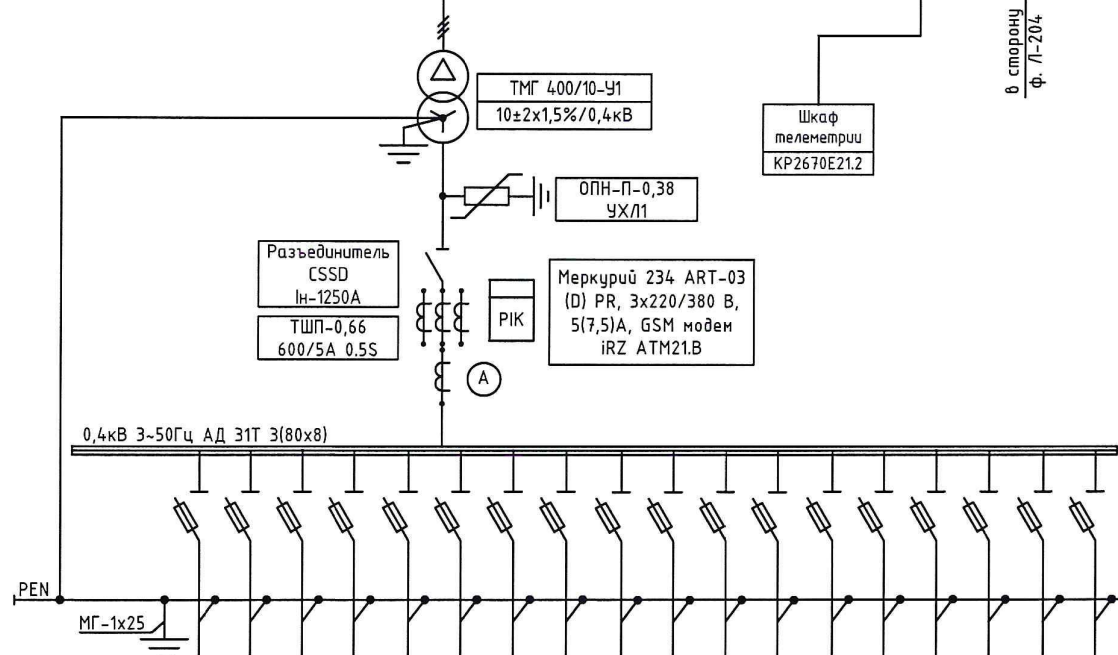 ТМГ 400/10-У1
10±2х1,5%/0,4кВ
Шкаф
телеметрии
КР2670Е21.2
в сторону
ф. Л-204
ОПН-П-0,38
УХЛ1
Разъединитель
CSSD
Iн-1250А
ТШП-0,66
600/5А 0.5S
PIK
Меркурий 234 ART-03
(D) PR, 3х220/380 В,
5(7,5)А, GSM модем
iRZ ATM21.B
А
0,4кВ 3~50Гц АД 31Т 3(80х8)
PEN
МГ-1х25